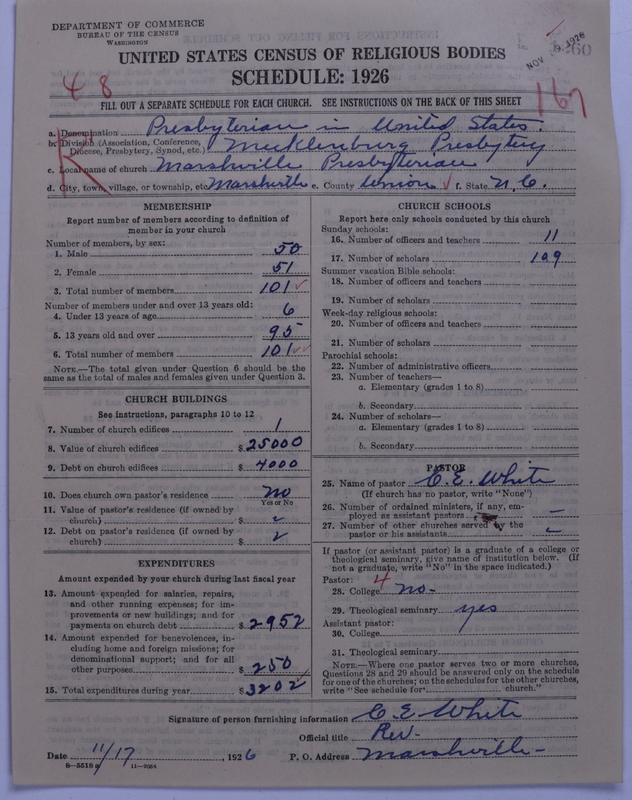 DEPARTMENT OF COMMERCE
BUREAU OF THE CENSUS
WASHINGTON
NOV 19 1926
UNITED STATES CENSUS OF RELIGIOUS BODIES
SCHEDULE: 1926
48
167
FILL OUT A SEPARATE SCHEDULE FOR EACH CHURCH. SEE INSTRUCTIONS ON THE BACK OF THIS SHEET
a. Denomination Presbyterian in United States.
b. Division (Association, Conference, Diocese, Presbytery, Synod, etc.) Mecklenburg Presbytery
c. Local name of church Marshville Presbyterian
d. City, town, village, or township, etc. Marshville e. County Union f. State N.C.
MEMBERSHIP
Report number of members according to definition of
member in your church
Number of members, by sex:
1. Male 50
2. Female 51
3. Total number of members 101
Number of members under and over 13 years old:
4. Under 13 years of age 6
5. 13 years old and over 95
6. Total number of members 101
NOTE.—The total given under Question 6 should be the
same as the total of males and females given under Question 3.
CHURCH BUILDINGS
See instructions, paragraphs 10 to 12
7. Number of church edifices 1
8. Value of church edifices $ 25000
9. Debt on church edifices $ 4000
10. Does church own pastor's residence no
Yes or No
11. Value of pastor's residence (if owned by
church) $
12. Debt on pastor's residence (if owned by
church) $
EXPENDITURES
Amount expended by your church during last fiscal year
13. Amount expended for salaries, repairs,
and other running expenses; for im-
provements or new buildings; and for
payments on church debt $ 2952
14. Amount expended for benevolences, in-
cluding home and foreign missions; for
denominational support; and for all
other purposes $ 250
15. Total expenditures during year $ 3202
CHURCH SCHOOLS
Report here only schools conducted by this church
Sunday schools:
16. Number of officers and teachers 11
17. Number of scholars 109
Summer vacation Bible schools:
18. Number of officers and teachers
19. Number of scholars
Week-day religious schools:
20. Number of officers and teachers
21. Number of scholars
Parochial schools:
22. Number of administrative officers
23. Number of teachers—
a. Elementary (grades 1 to 8)
b. Secondary
24. Number of scholars—
a. Elementary (grades 1 to 8)
b. Secondary
PASTOR
25. Name of pastor C. E. White
(If church has no pastor, write "None")
26. Number of ordained ministers, if any, em-
ployed as assistant pastors —
27. Number of other churches served by the
pastor or his assistants —
If pastor (or assistant pastor) is a graduate of a college or
theological seminary, give name of institution below. (If
not a graduate, write "No" in the space indicated.)
Pastor: 4
28. College no-
29. Theological seminary yes
Assistant pastor:
30. College
31. Theological seminary
NOTE.—Where one pastor serves two or more churches,
Questions 28 and 29 should be answered only on the schedule
for one of the churches; on the schedules for the other churches,
write "See schedule for church."
Signature of person furnishing information C. E. White
Official title Rev-
Date 11/17, 1926 P. O. Address Marshville-
8-5518 a 11-9054